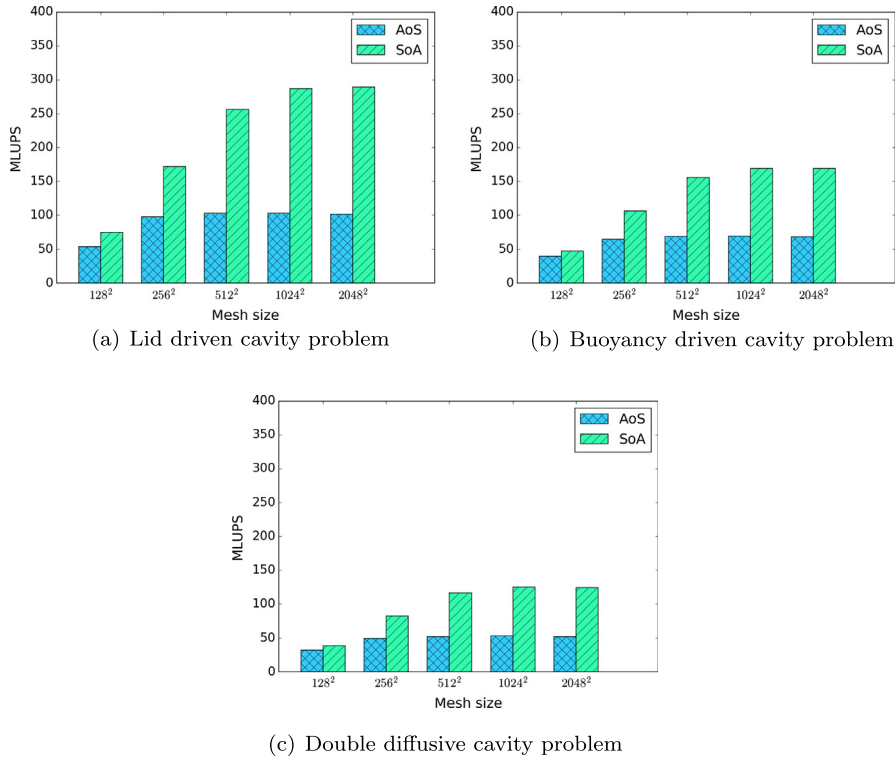 400
350
300
250
200
150
100
50
0
MLUPS
AoS
SoA
128² 256² 512² 1024² 2048²
Mesh size
(a) Lid driven cavity problem
400
350
300
250
200
150
100
50
0
MLUPS
AoS
SoA
128² 256² 512² 1024² 2048²
Mesh size
(b) Buoyancy driven cavity problem
400
350
300
250
200
150
100
50
0
MLUPS
AoS
SoA
128² 256² 512² 1024² 2048²
Mesh size
(c) Double diffusive cavity problem